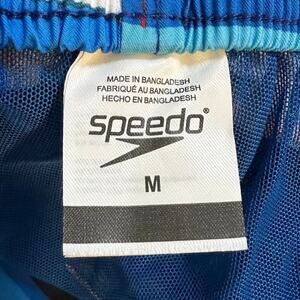 MADE IN BANGLADESH
FABRIQUÉ AU BANGLADESH
HECHO EN BANGLADESH
speedo®
M